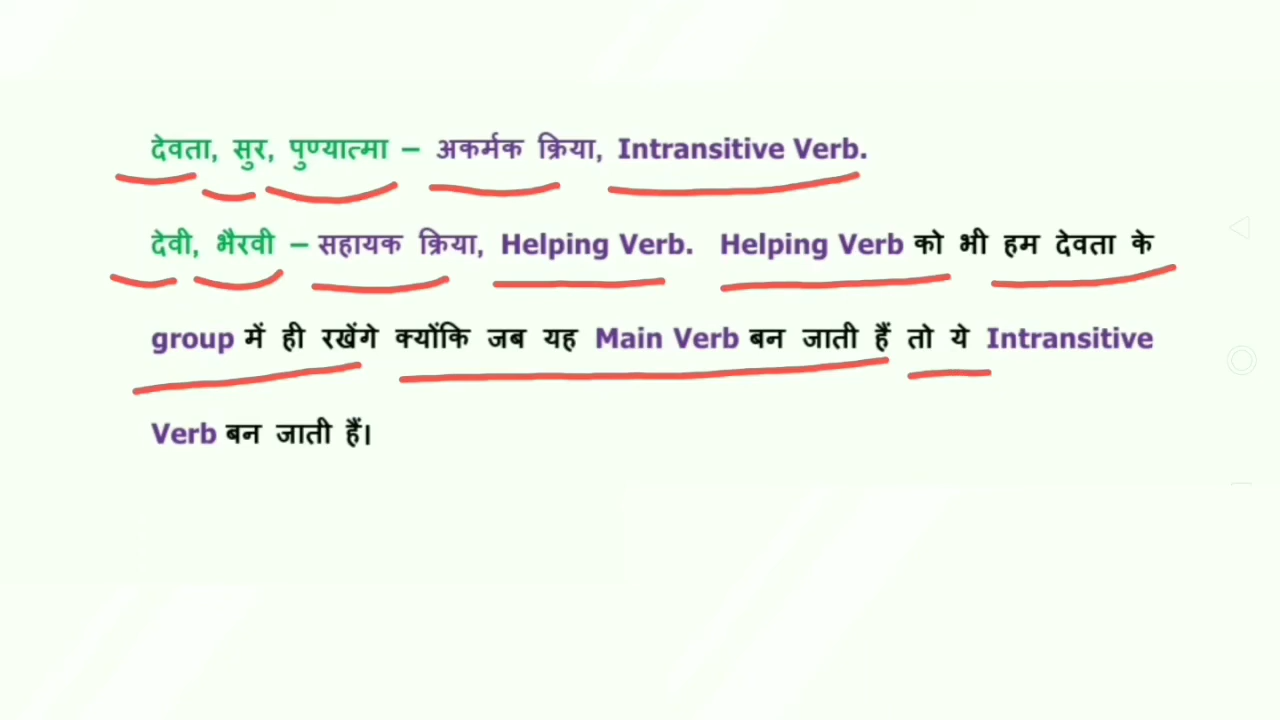 देवता, सुर, पुण्यात्मा – अकर्मक क्रिया, Intransitive Verb.
देवी, भैरवी – सहायक क्रिया, Helping Verb. Helping Verb को भी हम देवता के
group में ही रखेंगे क्योंकि जब यह Main Verb बन जाती हैं तो ये Intransitive
Verb बन जाती हैं।